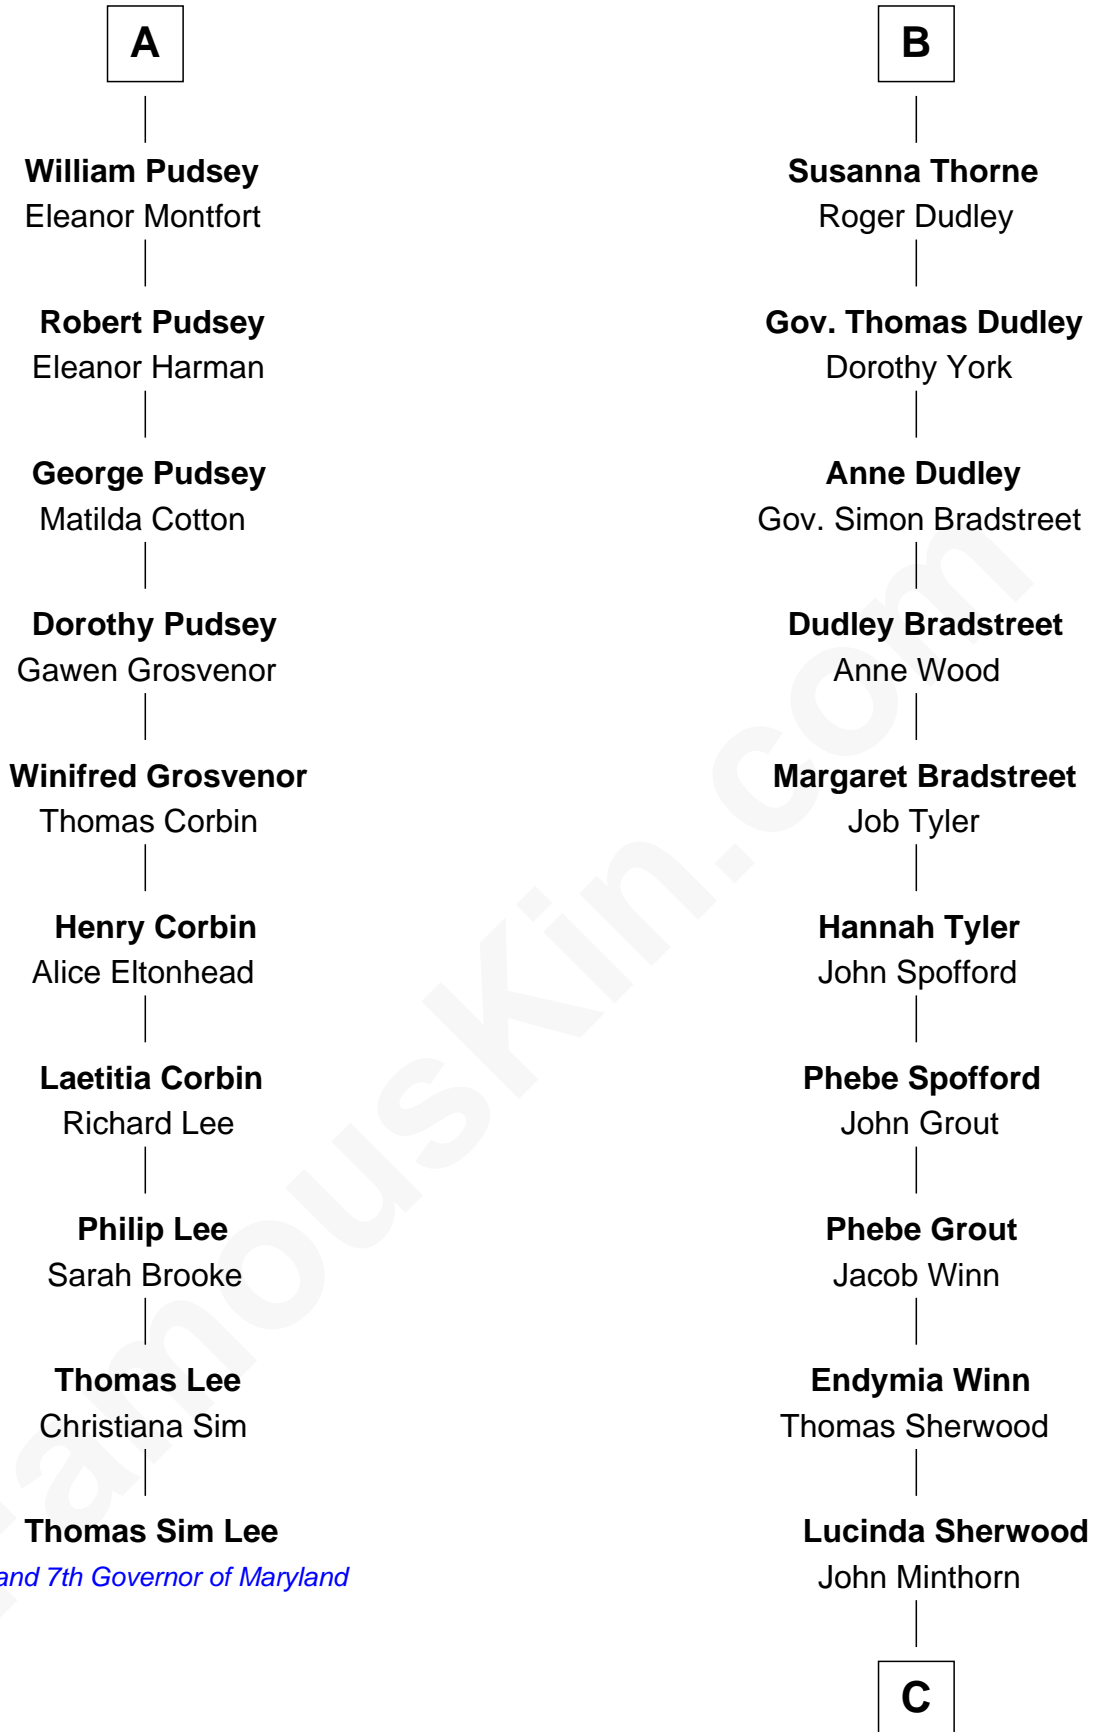 A
William Pudsey
Eleanor Montfort
Robert Pudsey
Eleanor Harman
George Pudsey
Matilda Cotton
Dorothy Pudsey
Gawen Grosvenor
Winifred Grosvenor
Thomas Corbin
Henry Corbin
Alice Eltonhead
Laetitia Corbin
Richard Lee
Philip Lee
Sarah Brooke
Thomas Lee
Christiana Sim
Thomas Sim Lee
and 7th Governor of Maryland
B
Susanna Thorne
Roger Dudley
Gov. Thomas Dudley
Dorothy York
Anne Dudley
Gov. Simon Bradstreet
Dudley Bradstreet
Anne Wood
Margaret Bradstreet
Job Tyler
Hannah Tyler
John Spofford
Phebe Spofford
John Grout
Phebe Grout
Jacob Winn
Endymia Winn
Thomas Sherwood
Lucinda Sherwood
John Minthorn
C
FamousKin.com